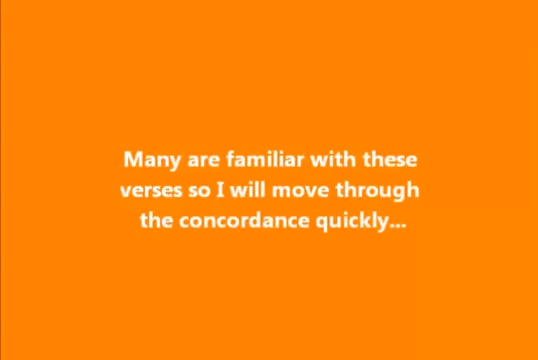 Many are familiar with these
verses so I will move through
the concordance quickly...